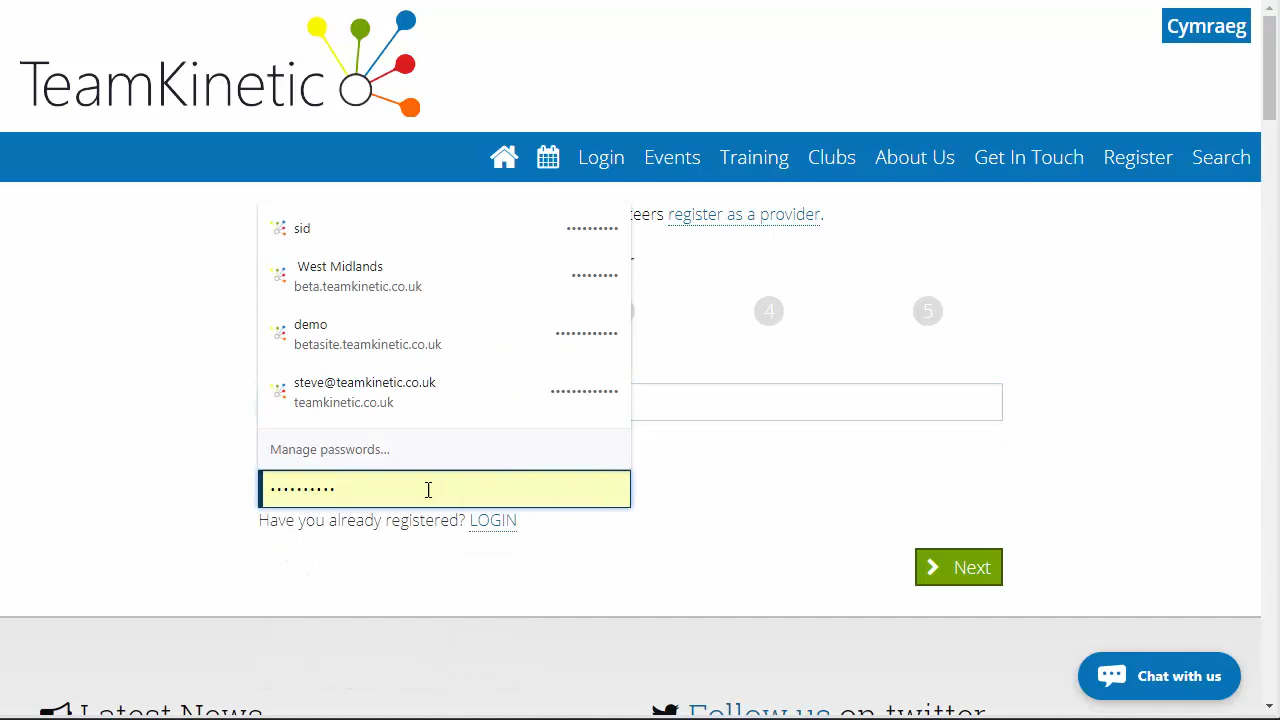 Cymraeg
TeamKinetic
Login Events Training Clubs About Us Get In Touch Register Search
register as a provider.
sid ••••••••••
West Midlands •••••••••
beta.teamkinetic.co.uk
4 5
demo ••••••••••••
betasite.teamkinetic.co.uk
steve@teamkinetic.co.uk •••••••••••••
teamkinetic.co.uk
Manage passwords...
••••••••••
Have you already registered? LOGIN
Next
Chat with us
Latest News
Follow us on twitter